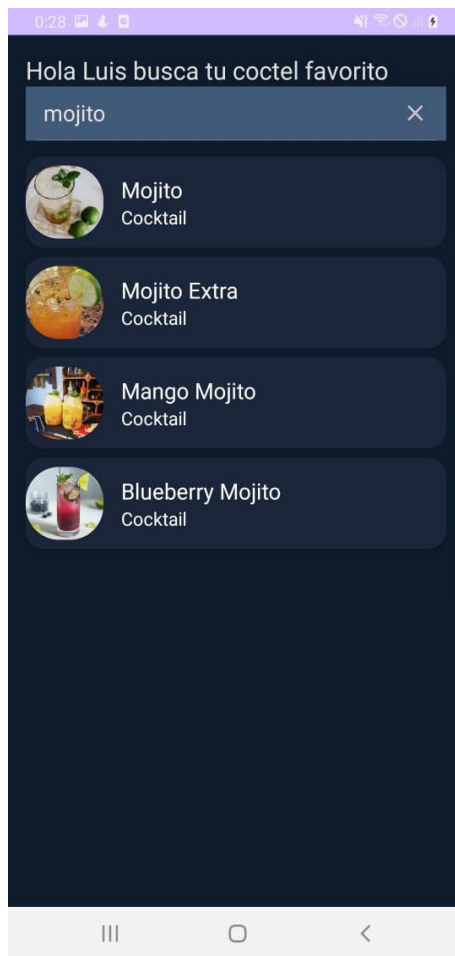 0:28
Hola Luis busca tu coctel favorito
mojito
Mojito
Cocktail
Mojito Extra
Cocktail
Mango Mojito
Cocktail
Blueberry Mojito
Cocktail